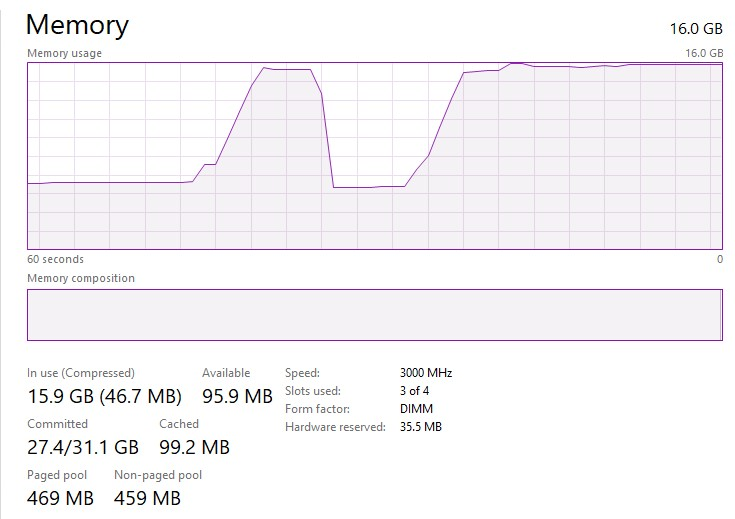 Memory 16.0 GB
Memory usage 16.0 GB
60 seconds 0
Memory composition
In use (Compressed) Available
15.9 GB (46.7 MB) 95.9 MB
Committed Cached
27.4/31.1 GB 99.2 MB
Paged pool Non-paged pool
469 MB 459 MB
Speed: 3000 MHz
Slots used: 3 of 4
Form factor: DIMM
Hardware reserved: 35.5 MB